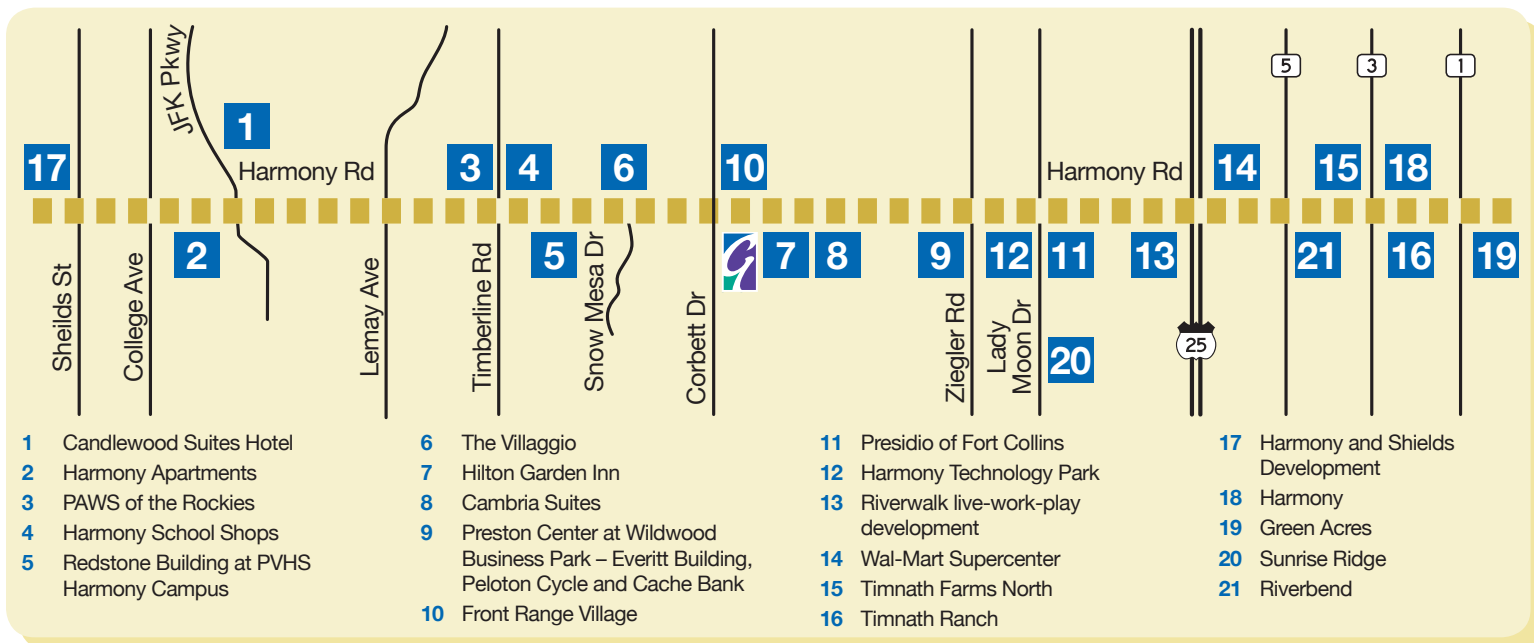 JFK Pkwy
1
17
Harmony Rd
3
4
6
10
Harmony Rd
14
5
15
3
18
1
2
5
7
8
9
12
11
13
21
16
19
20
25
Sheilds St
College Ave
Lemay Ave
Timberline Rd
Snow Mesa Dr
Corbett Dr
Ziegler Rd
Lady
Moon Dr
1 Candlewood Suites Hotel
2 Harmony Apartments
3 PAWS of the Rockies
4 Harmony School Shops
5 Redstone Building at PVHS
Harmony Campus
6 The Villaggio
7 Hilton Garden Inn
8 Cambria Suites
9 Preston Center at Wildwood
Business Park – Everitt Building,
Peloton Cycle and Cache Bank
10 Front Range Village
11 Presidio of Fort Collins
12 Harmony Technology Park
13 Riverwalk live-work-play
development
14 Wal-Mart Supercenter
15 Timnath Farms North
16 Timnath Ranch
17 Harmony and Shields
Development
18 Harmony
19 Green Acres
20 Sunrise Ridge
21 Riverbend